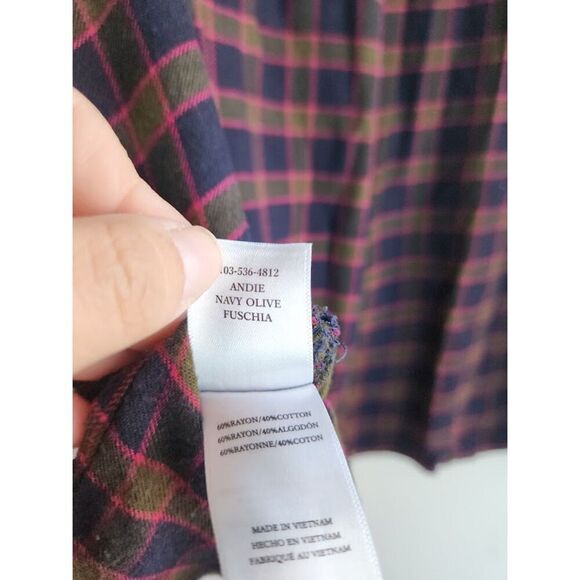 .03-536-4812
ANDIE
NAVY OLIVE
FUSCHIA
60%RAYON/40%COTTON
60%RAYON/40%ALGODÓN
60%RAYONNE/40%COTON
MADE IN VIETNAM
HECHO EN VIETNAM
FABRIQUÉ AU VIETNAM